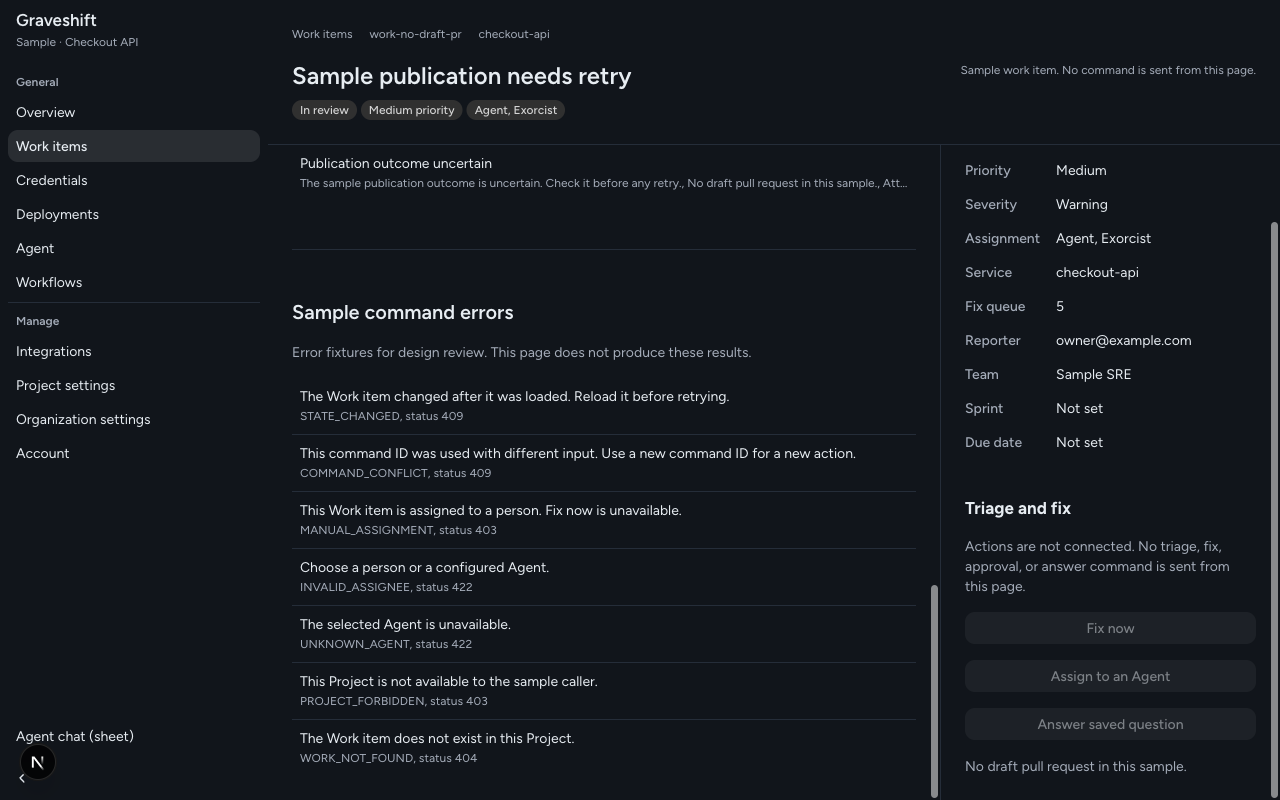 Graveshift
Sample · Checkout API
General
Overview
Work items
Credentials
Deployments
Agent
Workflows
Manage
Integrations
Project settings
Organization settings
Account
Agent chat (sheet)
N
Work items work-no-draft-pr checkout-api
Sample publication needs retry
In review Medium priority Agent, Exorcist
Sample work item. No command is sent from this page.
Publication outcome uncertain
The sample publication outcome is uncertain. Check it before any retry., No draft pull request in this sample., Att...
Sample command errors
Error fixtures for design review. This page does not produce these results.
The Work item changed after it was loaded. Reload it before retrying.
STATE_CHANGED, status 409
This command ID was used with different input. Use a new command ID for a new action.
COMMAND_CONFLICT, status 409
This Work item is assigned to a person. Fix now is unavailable.
MANUAL_ASSIGNMENT, status 403
Choose a person or a configured Agent.
INVALID_ASSIGNEE, status 422
The selected Agent is unavailable.
UNKNOWN_AGENT, status 422
This Project is not available to the sample caller.
PROJECT_FORBIDDEN, status 403
The Work item does not exist in this Project.
WORK_NOT_FOUND, status 404
Priority Medium
Severity Warning
Assignment Agent, Exorcist
Service checkout-api
Fix queue 5
Reporter owner@example.com
Team Sample SRE
Sprint Not set
Due date Not set
Triage and fix
Actions are not connected. No triage, fix,
approval, or answer command is sent from
this page.
Fix now
Assign to an Agent
Answer saved question
No draft pull request in this sample.